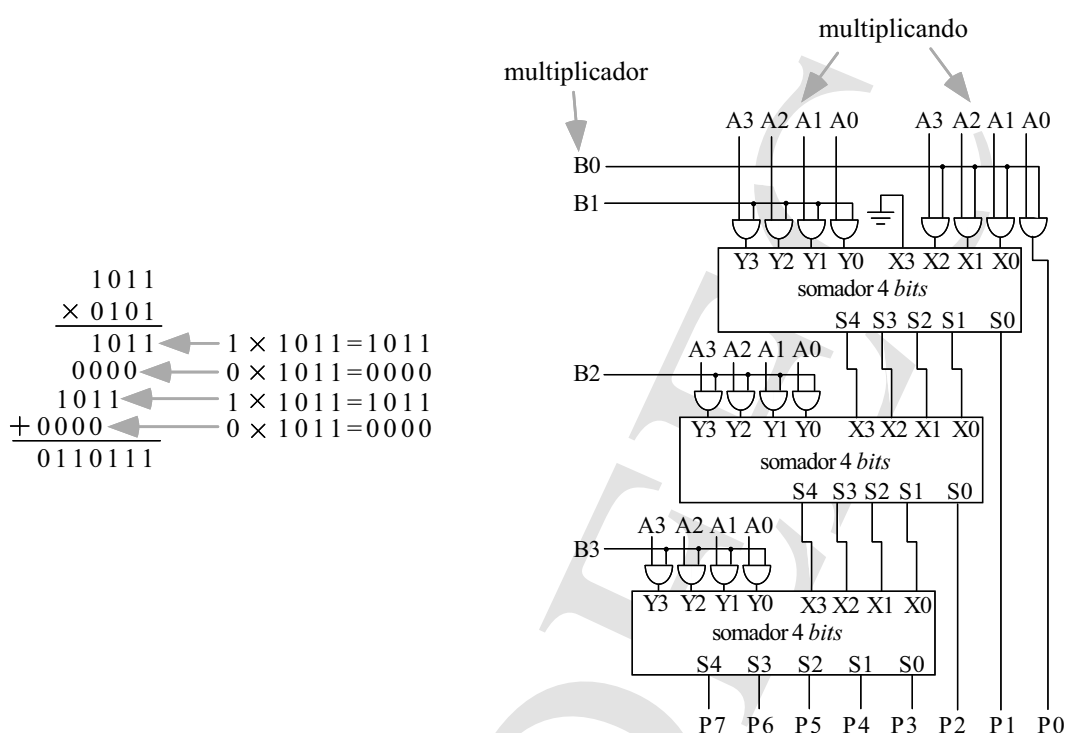 multiplicando
multiplicador
A3 A2 A1 A0 A3 A2 A1 A0
B0
B1
Y3 Y2 Y1 Y0 X3 X2 X1 X0
somador 4 bits
S4 S3 S2 S1 S0
A3 A2 A1 A0
B2
Y3 Y2 Y1 Y0 X3 X2 X1 X0
somador 4 bits
S4 S3 S2 S1 S0
A3 A2 A1 A0
B3
Y3 Y2 Y1 Y0 X3 X2 X1 X0
somador 4 bits
S4 S3 S2 S1 S0
P7 P6 P5 P4 P3 P2 P1 P0
1011
× 0101
1011 1 × 1011=1011
0000 0 × 1011=0000
1011 1 × 1011=1011
+0000 0 × 1011=0000
0110111